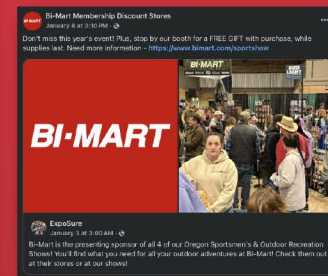 Bi-Mart Membership Discount Stores
January 8 at 3:10 PM ·
Don't miss this year's event! Plus, stop by our booth for a FREE GIFT with purchase, while
supplies last. Need more information - https://www.bimart.com/sportshow
BI-MART
BI-MART
BUD
LIGHT
ExpoSure
January 3 at 3:00 AM ·
Bi-Mart is the presenting sponsor of all 4 of our Oregon Sportsmen's & Outdoor Recreation
Shows! You'll find what you need for all your outdoor adventures at Bi-Mart! Check them out
at their stores or at our shows!